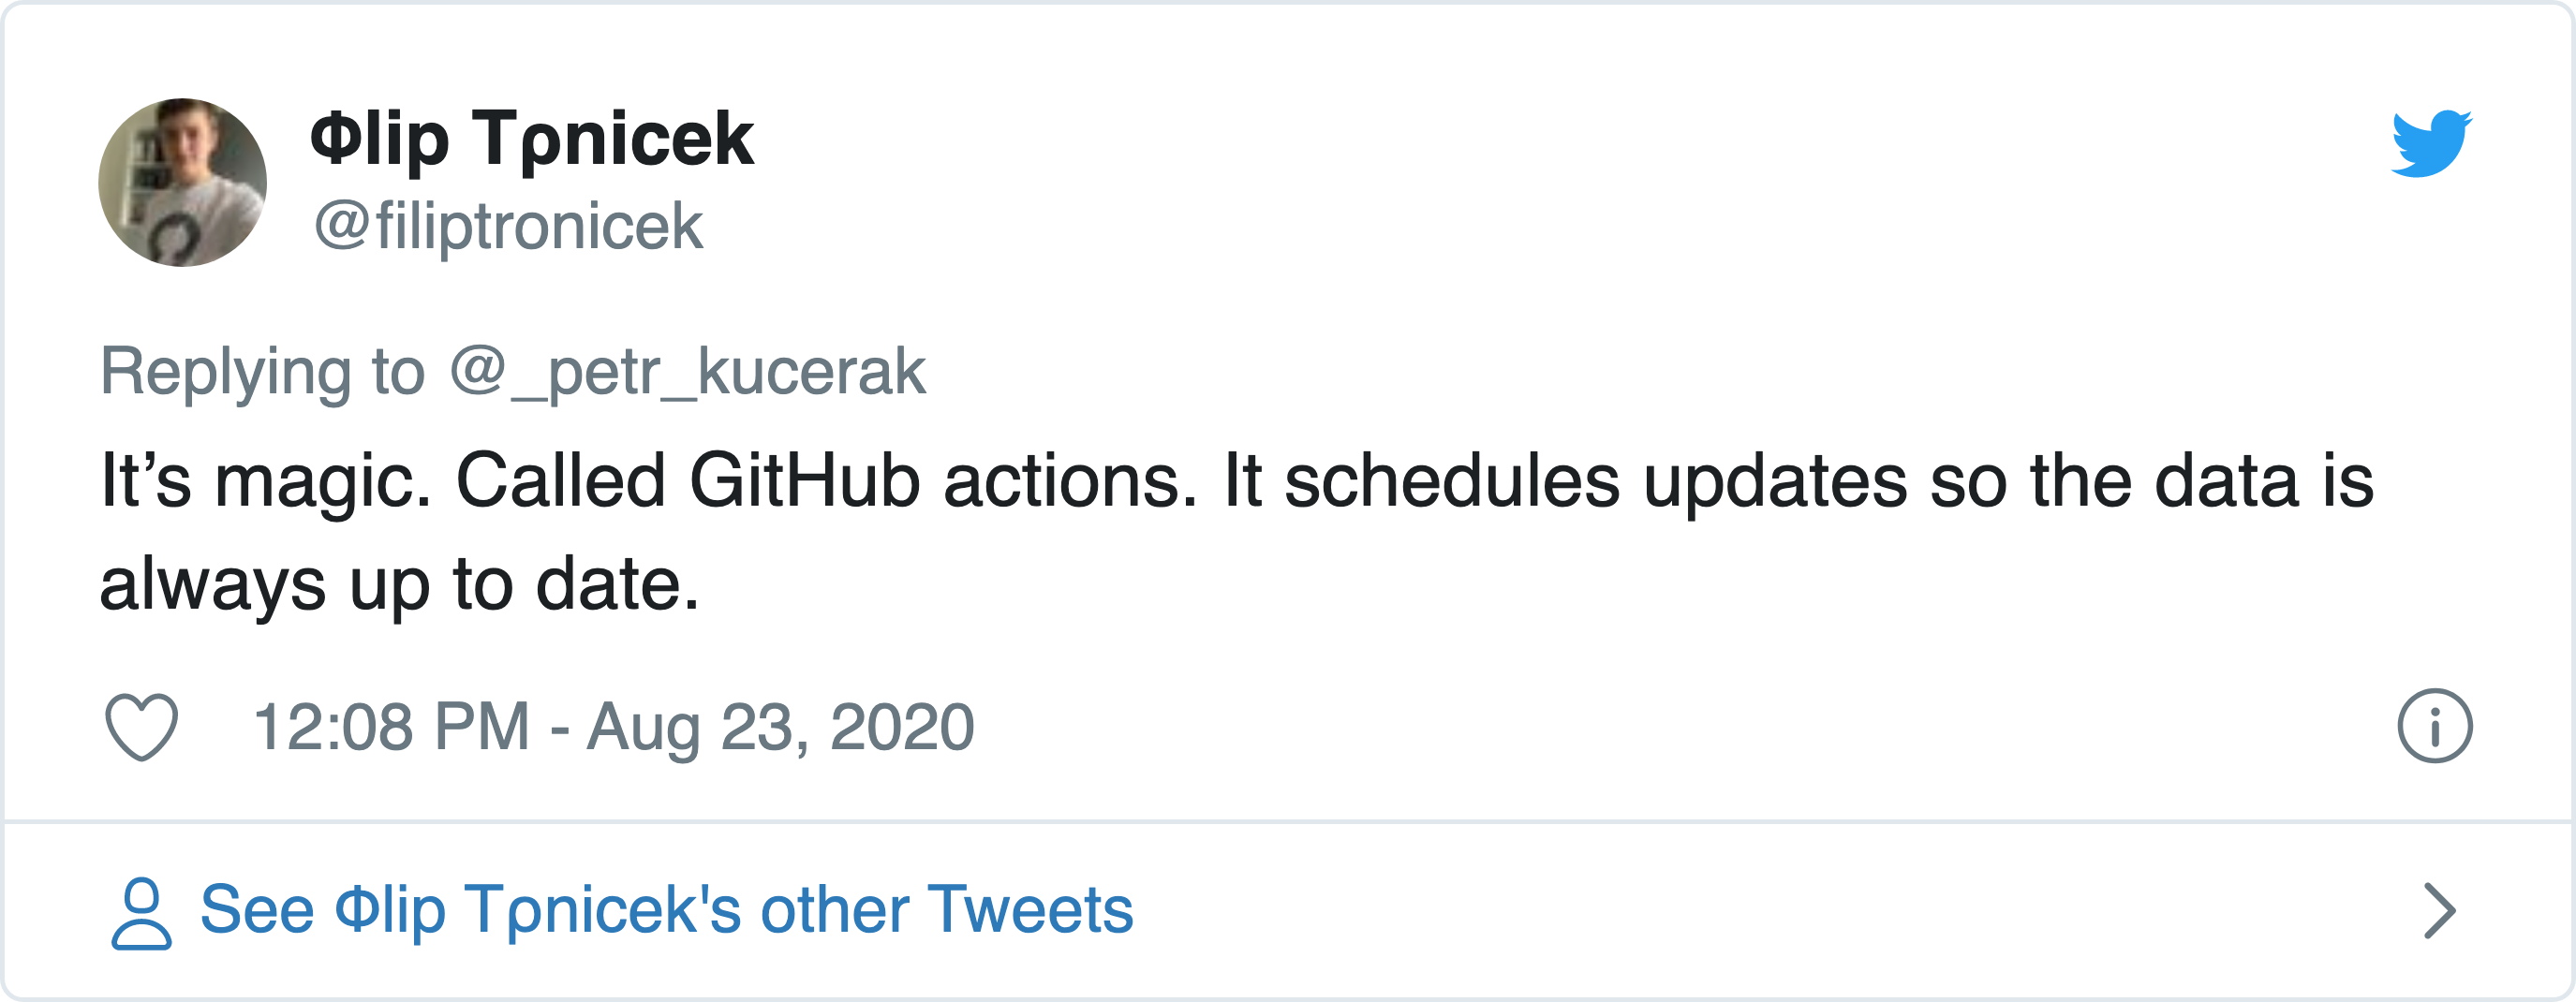 Φlip Tρnicek
@filiptronicek
Replying to @_petr_kucerak
It’s magic. Called GitHub actions. It schedules updates so the data is
always up to date.
12:08 PM - Aug 23, 2020
See Φlip Tρnicek's other Tweets